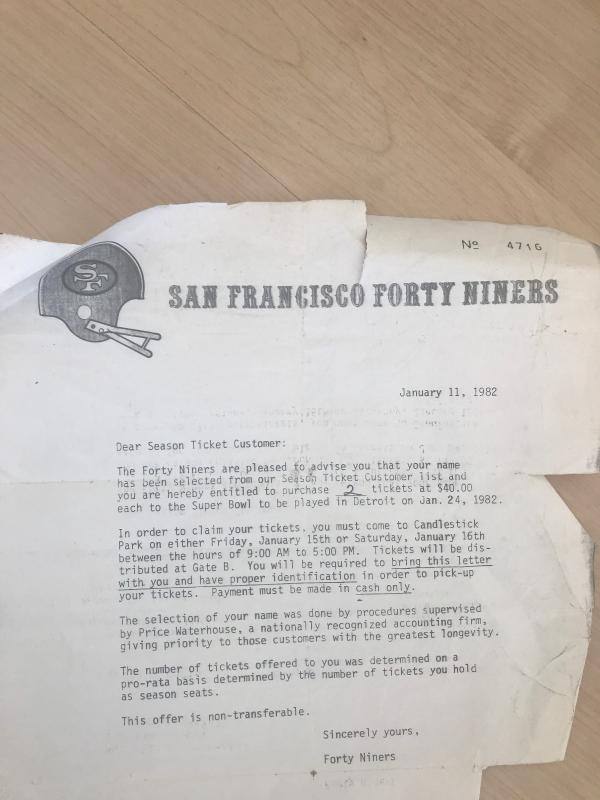 Nº 4716
SF
SAN FRANCISCO FORTY NINERS
January 11, 1982
Dear Season Ticket Customer:
The Forty Niners are pleased to advise you that your name
has been selected from our Season Ticket Customer list and
you are hereby entitled to purchase 2 tickets at $40.00
each to the Super Bowl to be played in Detroit on Jan. 24, 1982.
In order to claim your tickets, you must come to Candlestick
Park on either Friday, January 15th or Saturday, January 16th
between the hours of 9:00 AM to 5:00 PM. Tickets will be dis-
tributed at Gate B. You will be required to bring this letter
with you and have proper identification in order to pick-up
your tickets. Payment must be made in cash only.
The selection of your name was done by procedures supervised
by Price Waterhouse, a nationally recognized accounting firm,
giving priority to those customers with the greatest longevity.
The number of tickets offered to you was determined on a
pro-rata basis determined by the number of tickets you hold
as season seats.
This offer is non-transferable.
Sincerely yours,
Forty Niners